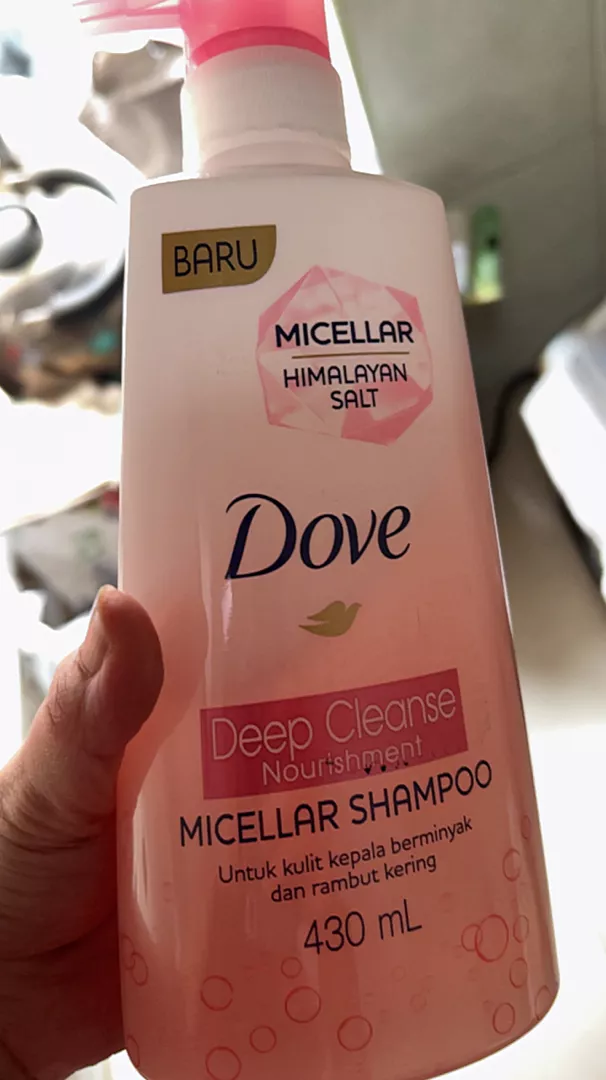 BARU
MICELLAR
HIMALAYAN
SALT
Dove
Deep Cleanse
Nourishment
MICELLAR SHAMPOO
Untuk kulit kepala berminyak
dan rambut kering
430 mL